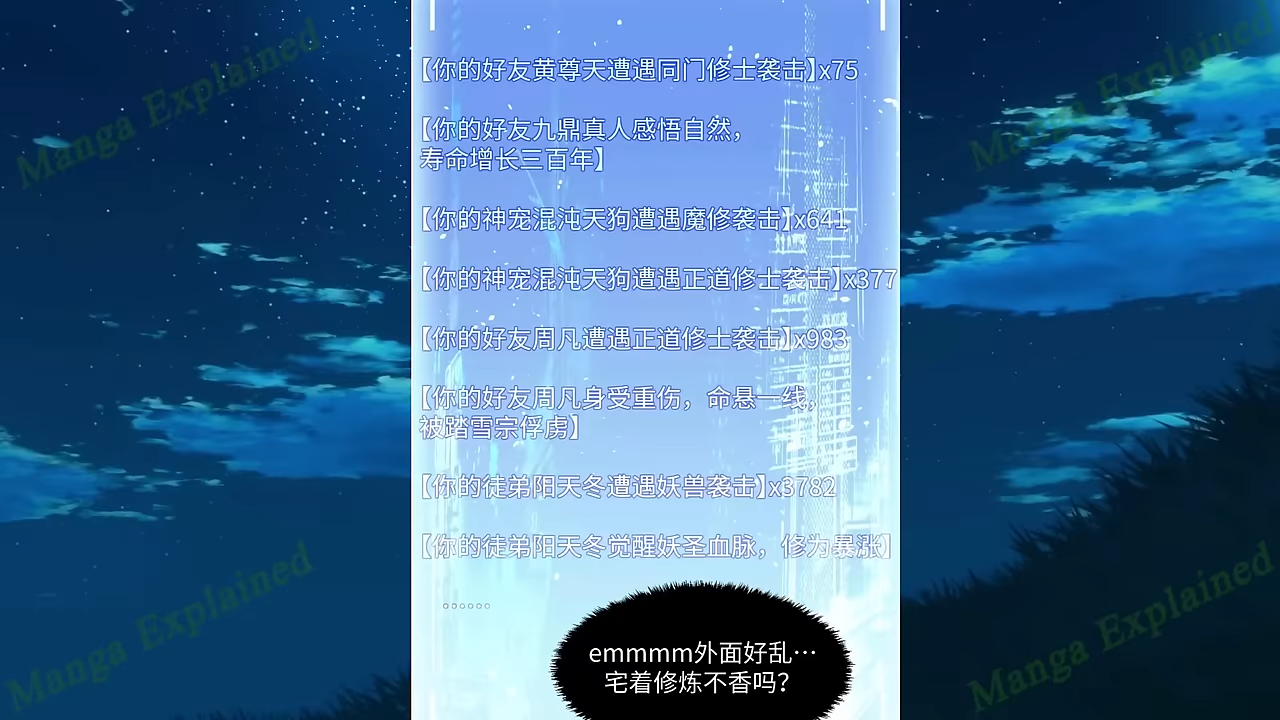 【你的好友黄尊天遭遇同门修士袭击】x75
【你的好友九鼎真人感悟自然，
寿命增长三百年】
【你的神宠混沌天狗遭遇魔修袭击】x641
【你的神宠混沌天狗遭遇正道修士袭击】x377
【你的好友周凡遭遇正道修士袭击】x983
【你的好友周凡身受重伤，命悬一线，
被踏雪宗俘虏】
【你的徒弟阳天冬遭遇妖兽袭击】x3782
【你的徒弟阳天冬觉醒妖圣血脉，修为暴涨】
。。。。。。
emmmm外面好乱…
宅着修炼不香吗？
Manga Explained
Manga Explained
Manga Explained
Manga Explained